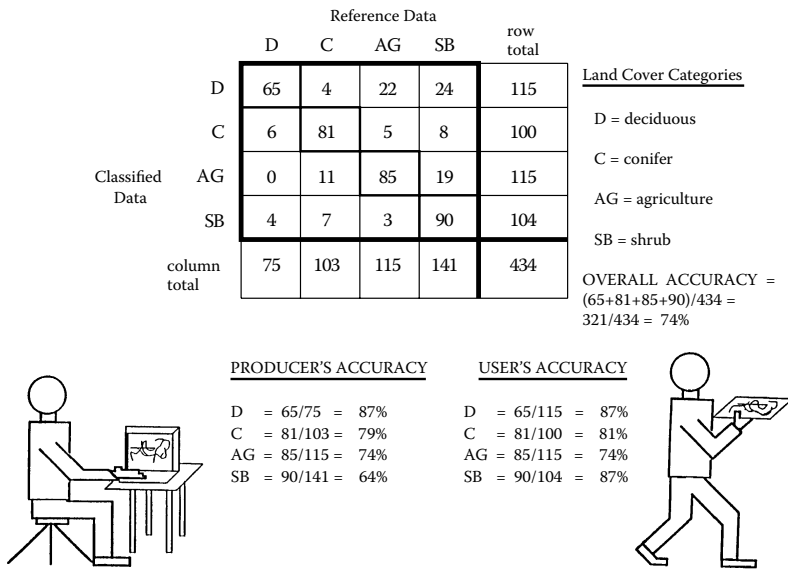 Reference Data
D C AG SB row total
D 65 4 22 24 115
C 6 81 5 8 100
Classified Data
AG 0 11 85 19 115
SB 4 7 3 90 104
column total 75 103 115 141 434
Land Cover Categories
D = deciduous
C = conifer
AG = agriculture
SB = shrub
OVERALL ACCURACY =
(65+81+85+90)/434 =
321/434 = 74%
PRODUCER'S ACCURACY
D = 65/75 = 87%
C = 81/103 = 79%
AG = 85/115 = 74%
SB = 90/141 = 64%
USER'S ACCURACY
D = 65/115 = 87%
C = 81/100 = 81%
AG = 85/115 = 74%
SB = 90/104 = 87%